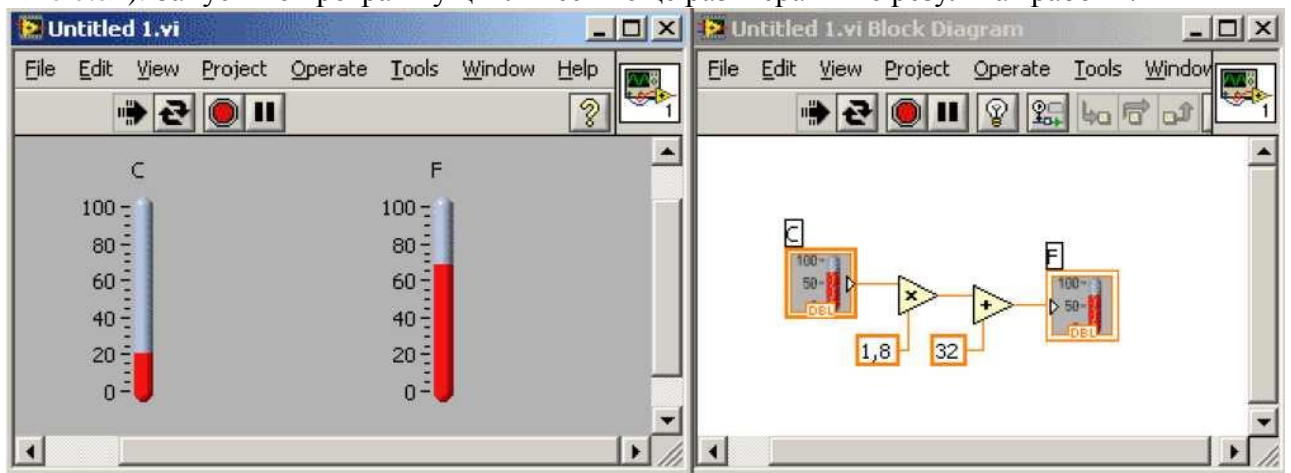 Untitled 1.vi
File Edit View Project Operate Tools Window Help
1
C
100
80
60
40
20
0
F
100
80
60
40
20
0
Untitled 1.vi Block Diagram
File Edit View Project Operate Tools Window
1
C
100
50
DBL
1,8
32
F
100
50
DBL